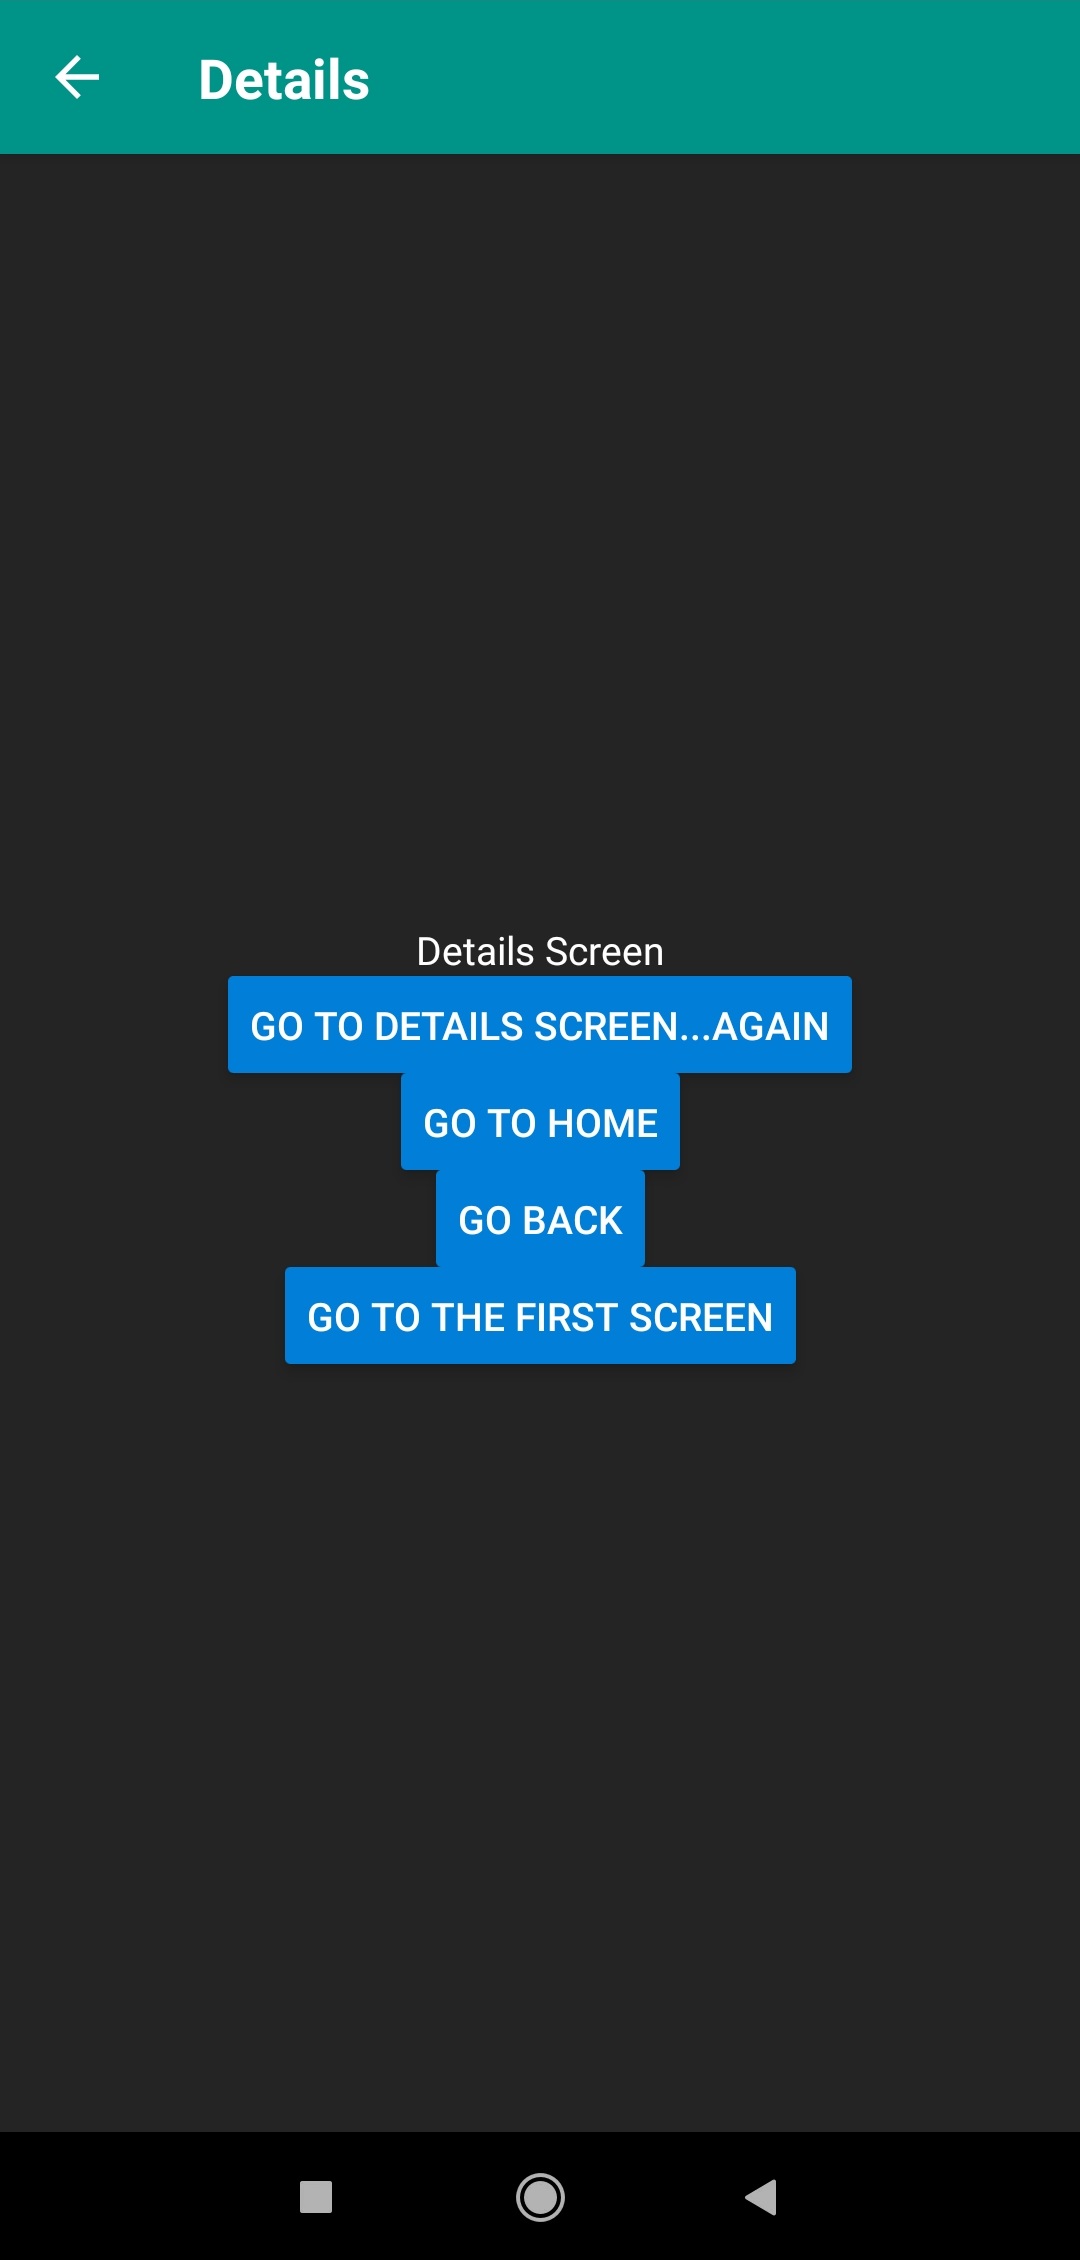 Details
Details Screen
GO TO DETAILS SCREEN...AGAIN
GO TO HOME
GO BACK
GO TO THE FIRST SCREEN